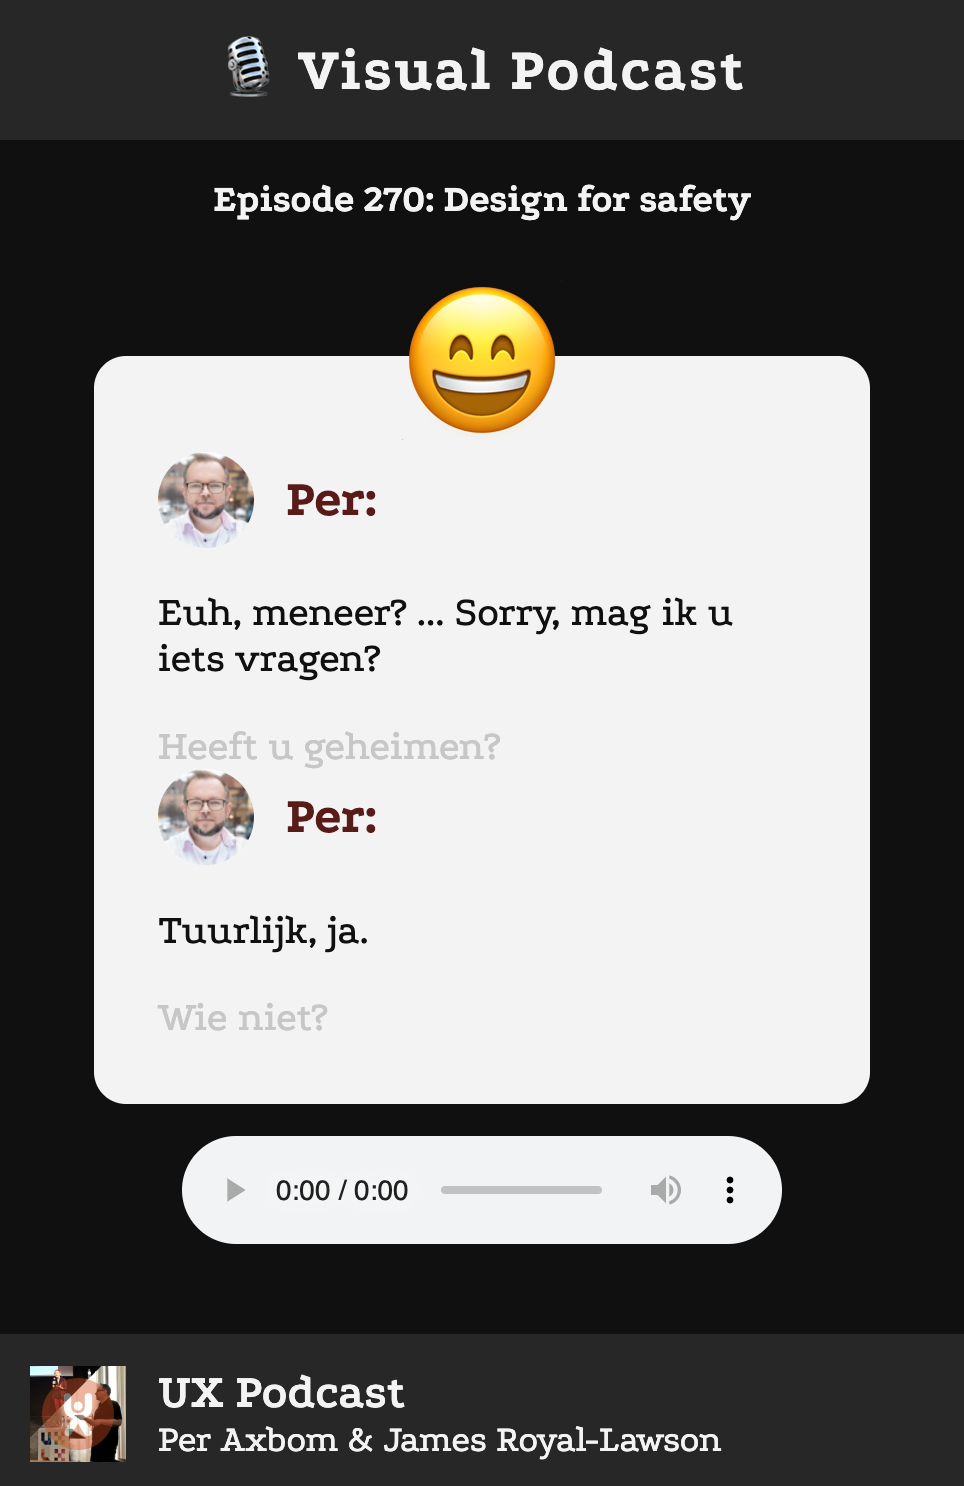 Visual Podcast
Episode 270: Design for safety
Per:
Euh, meneer? ... Sorry, mag ik u
iets vragen?
Heeft u geheimen?
Per:
Tuurlijk, ja.
Wie niet?
0:00 / 0:00
UX Podcast
Per Axbom & James Royal-Lawson